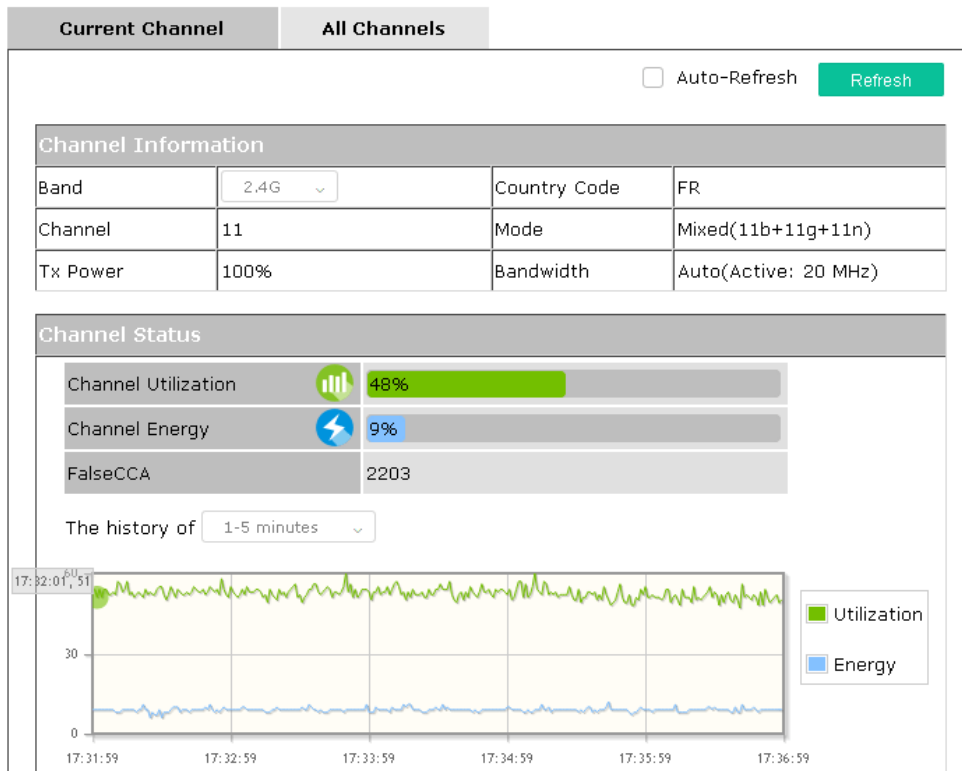 Current Channel All Channels
Auto-Refresh Refresh
Channel Information
Band 2.4G Country Code FR
Channel 11 Mode Mixed(11b+11g+11n)
Tx Power 100% Bandwidth Auto(Active: 20 MHz)
Channel Status
Channel Utilization 48%
Channel Energy 9%
FalseCCA 2203
The history of 1-5 minutes
60
17:32:01, 51
Utilization
30
Energy
0
17:31:59 17:32:59 17:33:59 17:34:59 17:35:59 17:36:59